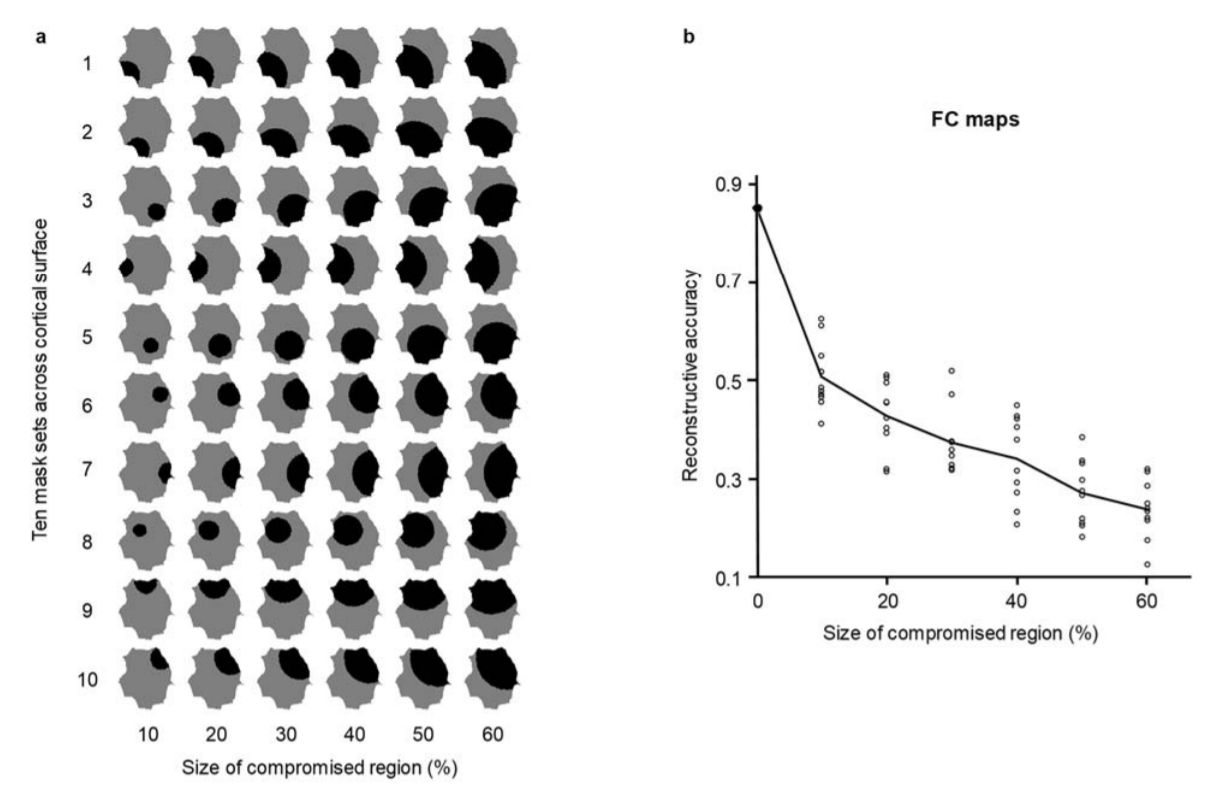 a
Ten mask sets across cortical surface
1
2
3
4
5
6
7
8
9
10
10 20 30 40 50 60
Size of compromised region (%)
b
FC maps
Reconstructive accuracy
0.9
0.7
0.5
0.3
0.1
0 20 40 60
Size of compromised region (%)